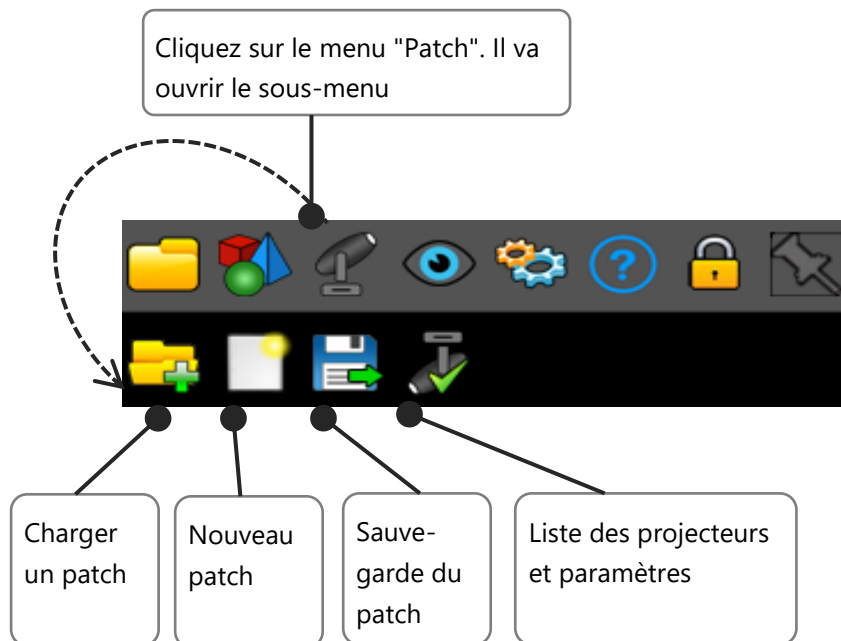 Cliquez sur le menu "Patch". Il va
ouvrir le sous-menu
?
Charger
un patch
Nouveau
patch
Sauve-
garde du
patch
Liste des projecteurs
et paramètres